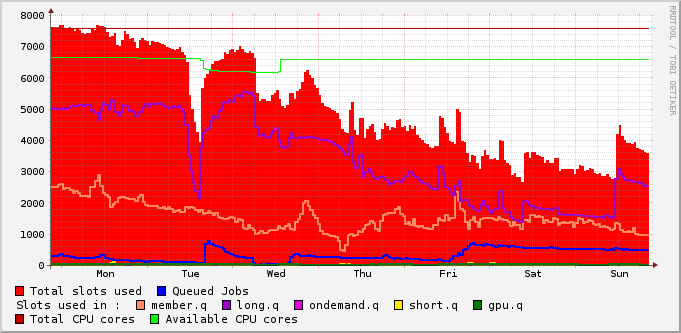 8000
7000
6000
5000
4000
3000
2000
1000
0
Mon Tue Wed Thu Fri Sat Sun
RRDTOOL / TOBI OETIKER
Total slots used Queued Jobs
Slots used in : member.q long.q ondemand.q short.q gpu.q
Total CPU cores Available CPU cores